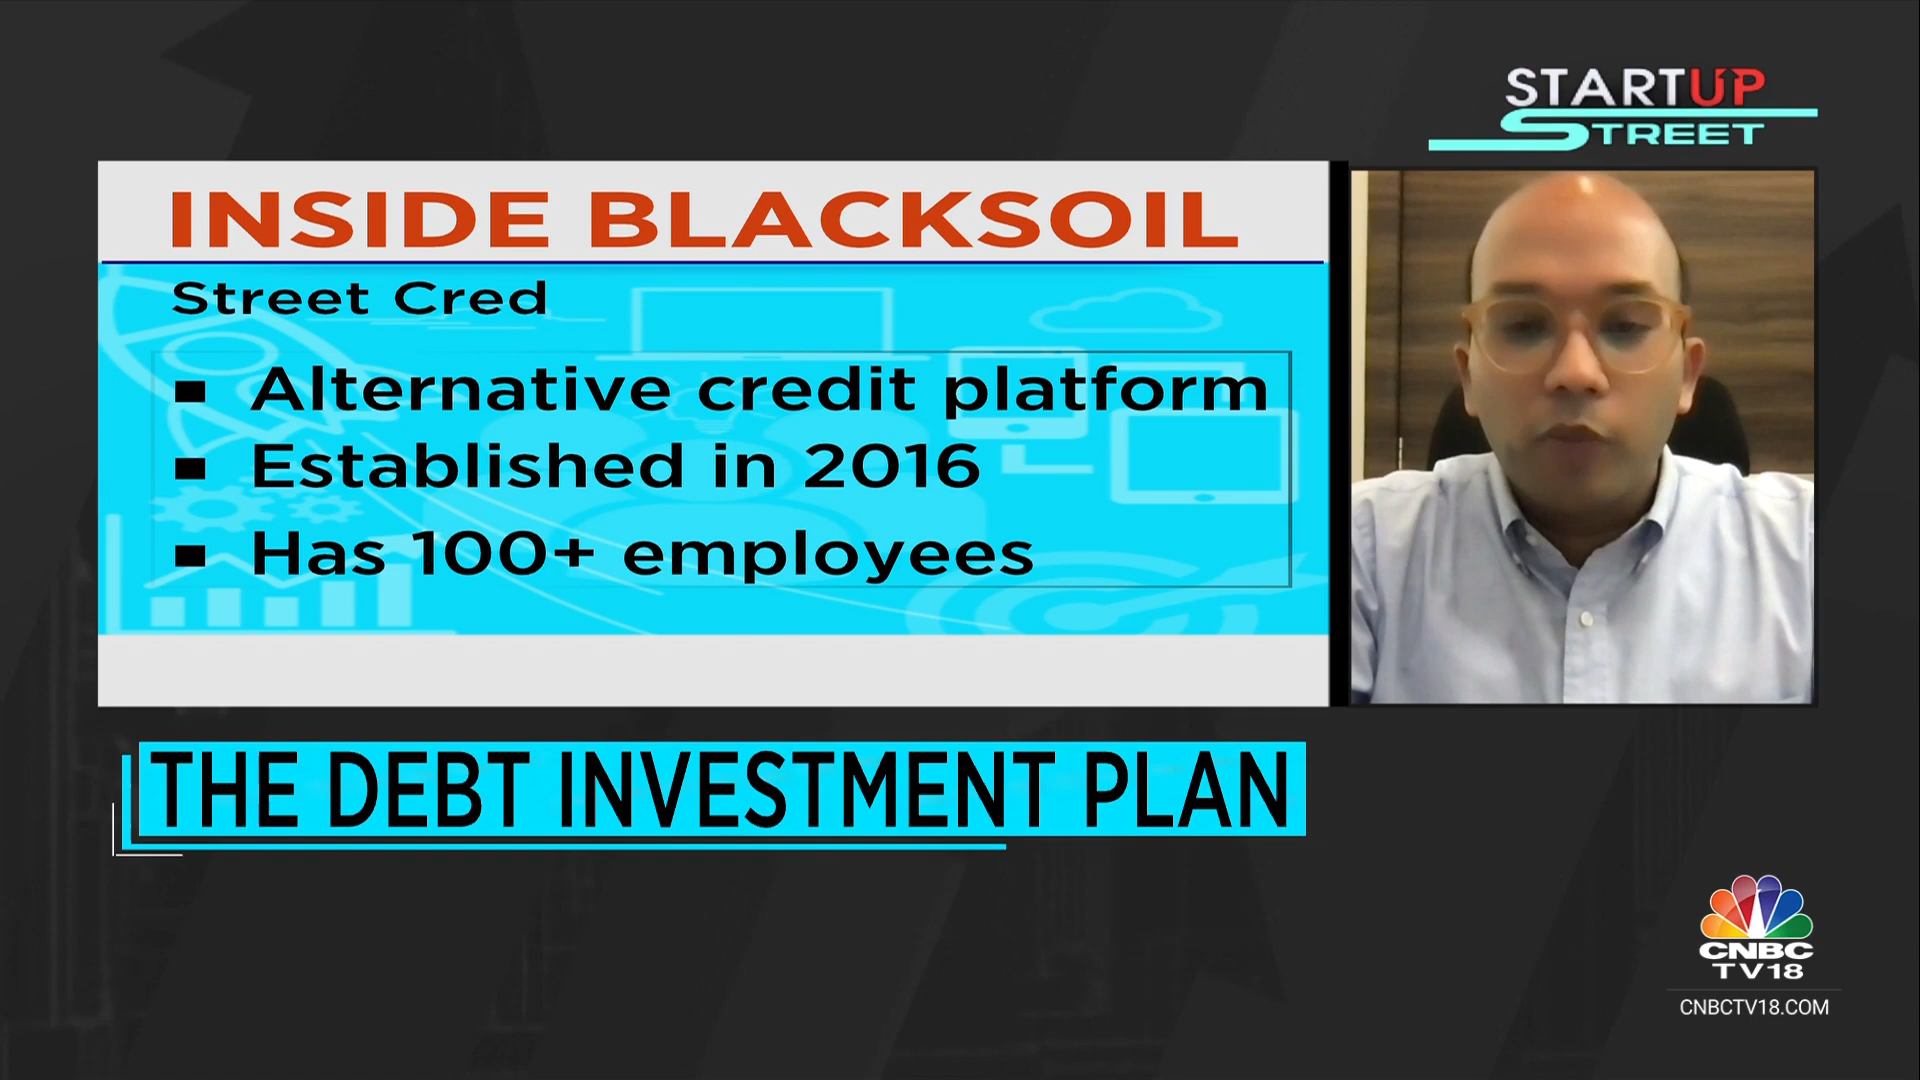 STARTUP
STREET
INSIDE BLACKSOIL
Street Cred
▪ Alternative credit platform
▪ Established in 2016
▪ Has 100+ employees
THE DEBT INVESTMENT PLAN
CNBC
TV18
CNBCTV18.COM